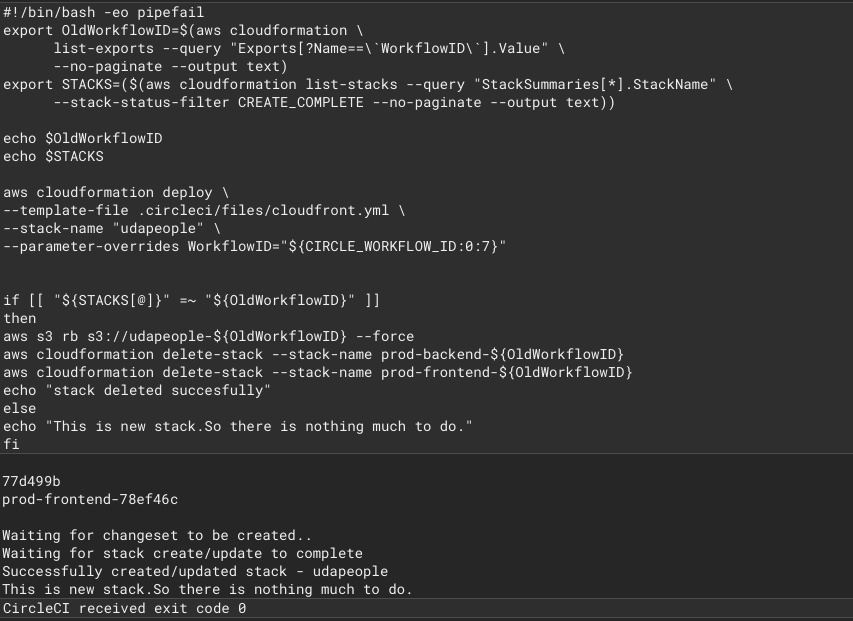 #!/bin/bash -eo pipefail
export OldWorkflowID=$(aws cloudformation \
      list-exports --query "Exports[?Name==\`WorkflowID\`].Value" \
      --no-paginate --output text)
export STACKS=($(aws cloudformation list-stacks --query "StackSummaries[*].StackName" \
      --stack-status-filter CREATE_COMPLETE --no-paginate --output text))
echo $OldWorkflowID
echo $STACKS
aws cloudformation deploy \
--template-file .circleci/files/cloudfront.yml \
--stack-name "udapeople" \
--parameter-overrides WorkflowID="${CIRCLE_WORKFLOW_ID:0:7}"
if [[ "${STACKS[@]}" =~ "${OldWorkflowID}" ]]
then
aws s3 rb s3://udapeople-${OldWorkflowID} --force
aws cloudformation delete-stack --stack-name prod-backend-${OldWorkflowID}
aws cloudformation delete-stack --stack-name prod-frontend-${OldWorkflowID}
echo "stack deleted succesfully"
else
echo "This is new stack.So there is nothing much to do."
fi
77d499b
prod-frontend-78ef46c
Waiting for changeset to be created..
Waiting for stack create/update to complete
Successfully created/updated stack - udapeople
This is new stack.So there is nothing much to do.
CircleCI received exit code 0